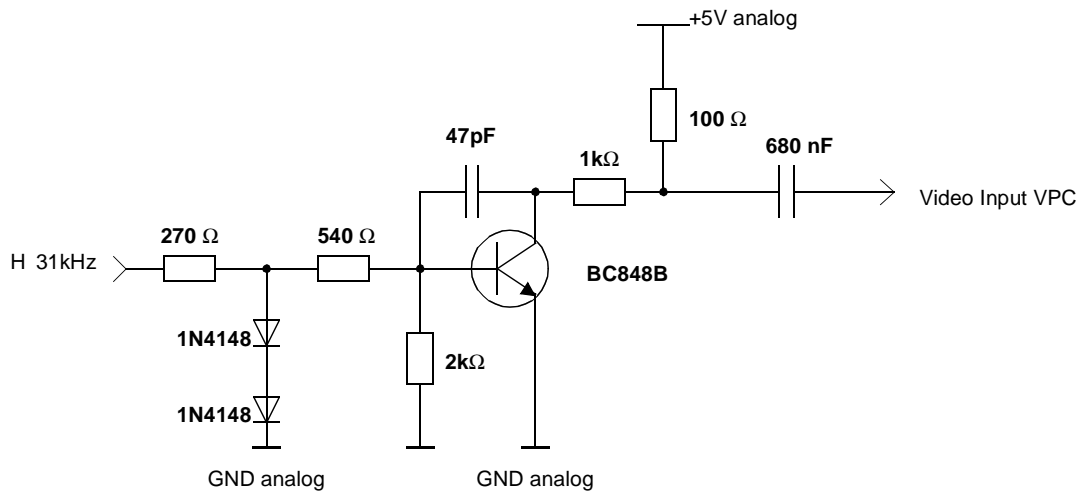 +5V analog
100 Ω
47pF
680 nF
1kΩ
Video Input VPC
270 Ω
540 Ω
H 31kHz
BC848B
1N4148
2kΩ
1N4148
GND analog
GND analog